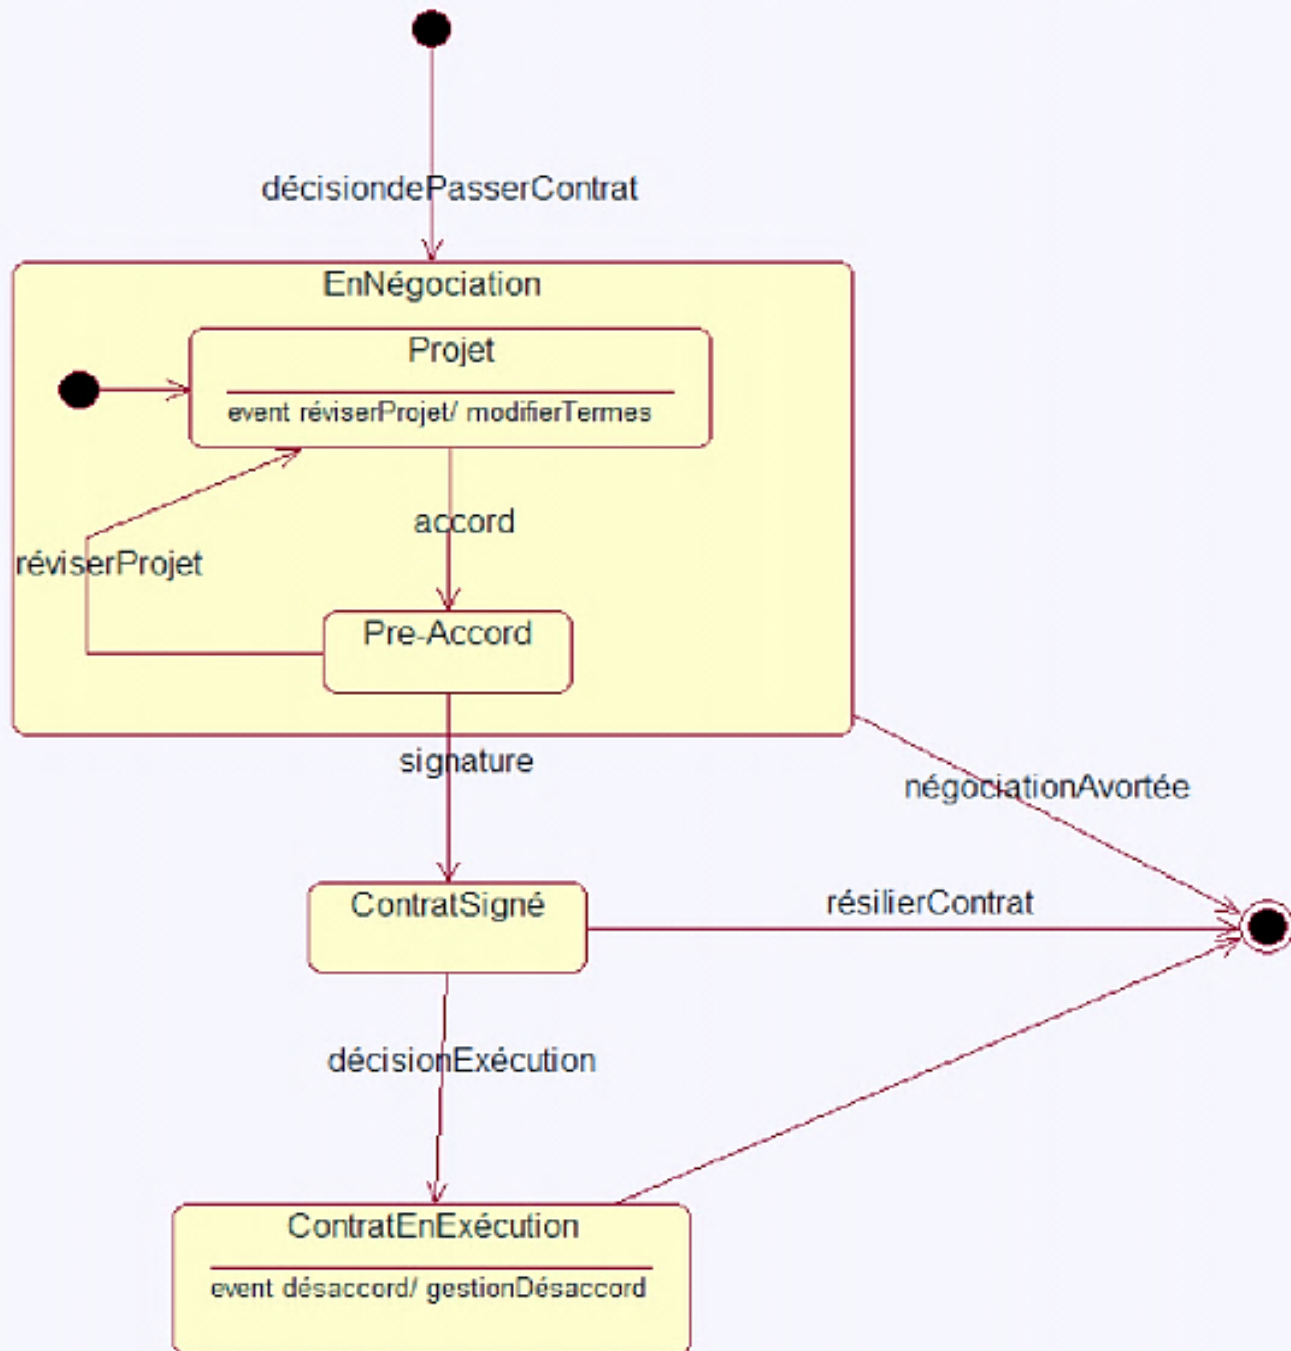 décisiondePasserContrat
EnNégociation
Projet
event réviserProjet/ modifierTermes
accord
réviserProjet
Pre-Accord
signature
négociationAvortée
ContratSigné
résilierContrat
décisionExécution
ContratEnExécution
event désaccord/ gestionDésaccord